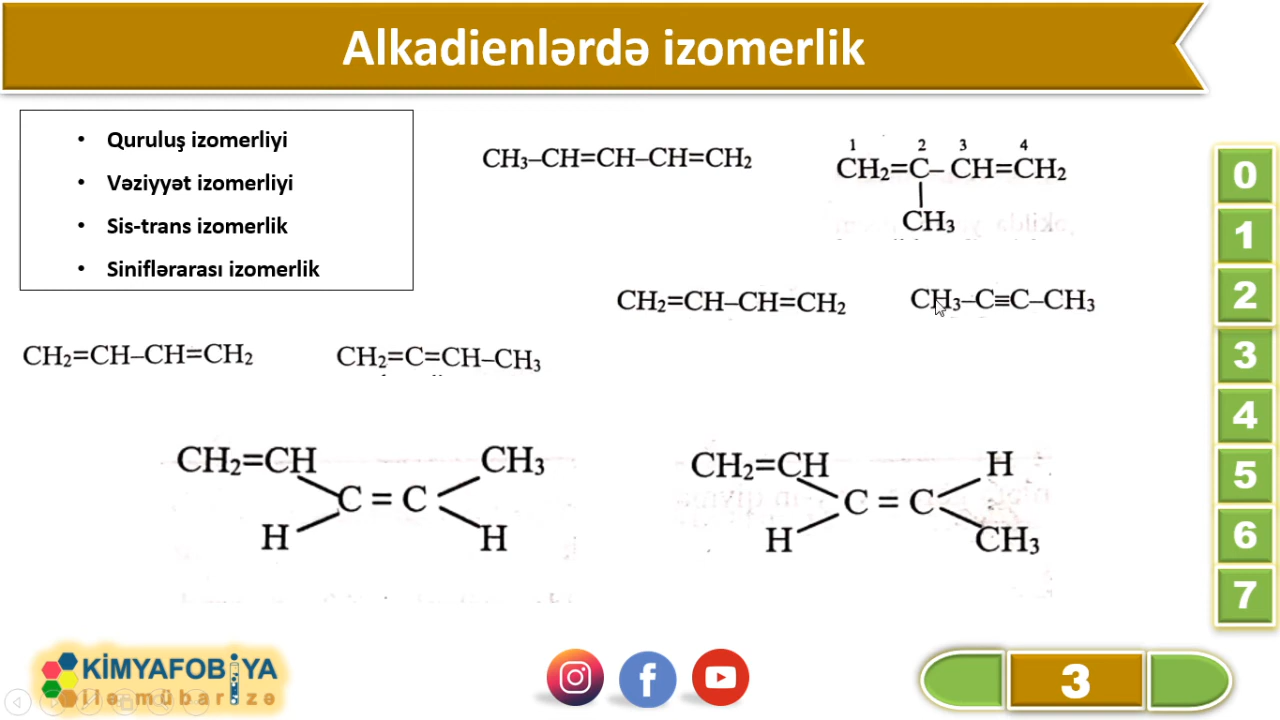 Alkadienlərdə izomerlik
• Quruluş izomerliyi
• Vəziyyət izomerliyi
• Sis-trans izomerlik
• Siniflərarası izomerlik
CH₃–CH=CH–CH=CH₂
1 2 3 4
CH₂=C–CH=CH₂
CH₃
CH₂=CH–CH=CH₂
CH₃–C≡C–CH₃
CH₂=CH–CH=CH₂
CH₂=C=CH–CH₃
CH₂=CH CH₃
C = C
H H
CH₂=CH H
C = C
H CH₃
0
1
2
3
4
5
6
7
KİMYAFOBİYA
ilə mübarizə
3